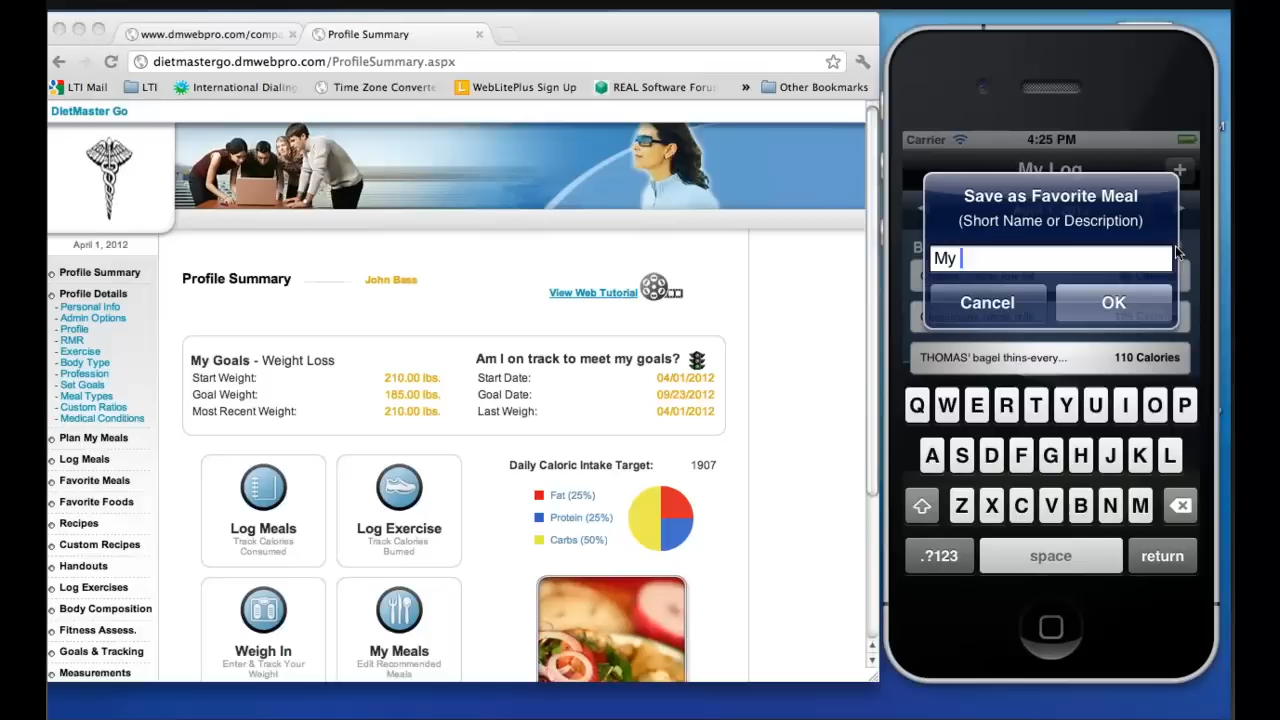 www.dmwebpro.com/compa
Profile Summary
dietmastergo.dmwebpro.com/ProfileSummary.aspx
LTI Mail
LTI
International Dialing
Time Zone Converte
WebLitePlus Sign Up
REAL Software Foru
»
Other Bookmarks
DietMaster Go
April 1, 2012
Profile Summary
Profile Details
- Personal Info
- Admin Options
- Profile
- RMR
- Exercise
- Body Type
- Profession
- Set Goals
- Meal Types
- Custom Ratios
- Medical Conditions
Plan My Meals
Log Meals
Favorite Meals
Favorite Foods
Recipes
Custom Recipes
Handouts
Log Exercises
Body Composition
Fitness Assess.
Goals & Tracking
Measurements
Profile Summary
John Bass
View Web Tutorial
My Goals - Weight Loss
Start Weight: 210.00 lbs.
Goal Weight: 185.00 lbs.
Most Recent Weight: 210.00 lbs.
Am I on track to meet my goals?
Start Date: 04/01/2012
Goal Date: 09/23/2012
Last Weigh: 04/01/2012
Log Meals
Track Calories
Consumed
Log Exercise
Track Calories
Burned
Weigh In
Enter & Track Your
Weight
My Meals
Edit Recommended
Meals
Daily Caloric Intake Target: 1907
Fat (25%)
Protein (25%)
Carbs (50%)
Carrier 4:25 PM
My Log +
Save as Favorite Meal
(Short Name or Description)
My
Cancel OK
THOMAS' bagel thins-every... 110 Calories
Q W E R T Y U I O P
A S D F G H J K L
Z X C V B N M
.?123 space return